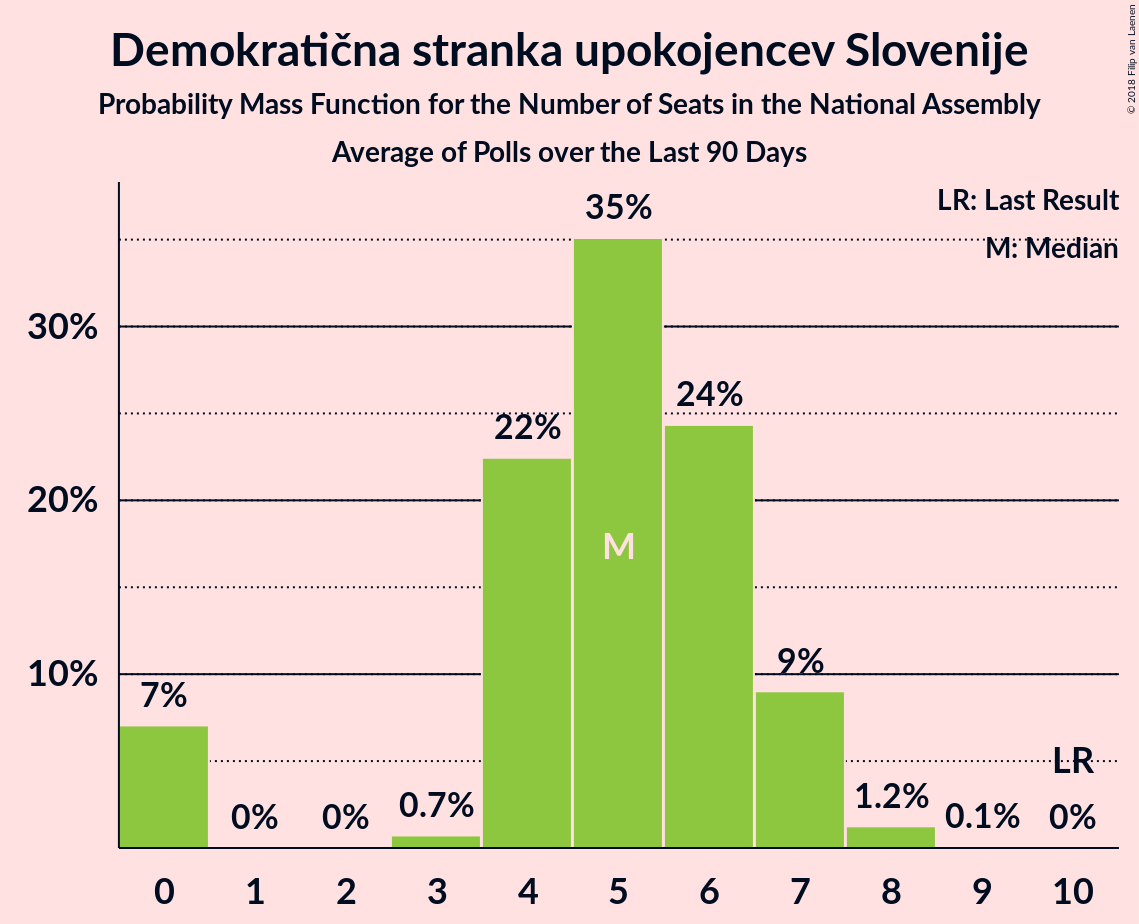 Demokratična stranka upokojencev Slovenije
Probability Mass Function for the Number of Seats in the National Assembly
Average of Polls over the Last 90 Days
© 2018 Filip van Laenen
LR: Last Result
M: Median
35%
30%
24%
22%
20%
M
10%
9%
7%
LR
0%
0%
0.7%
1.2%
0.1%
0%
0 1 2 3 4 5 6 7 8 9 10